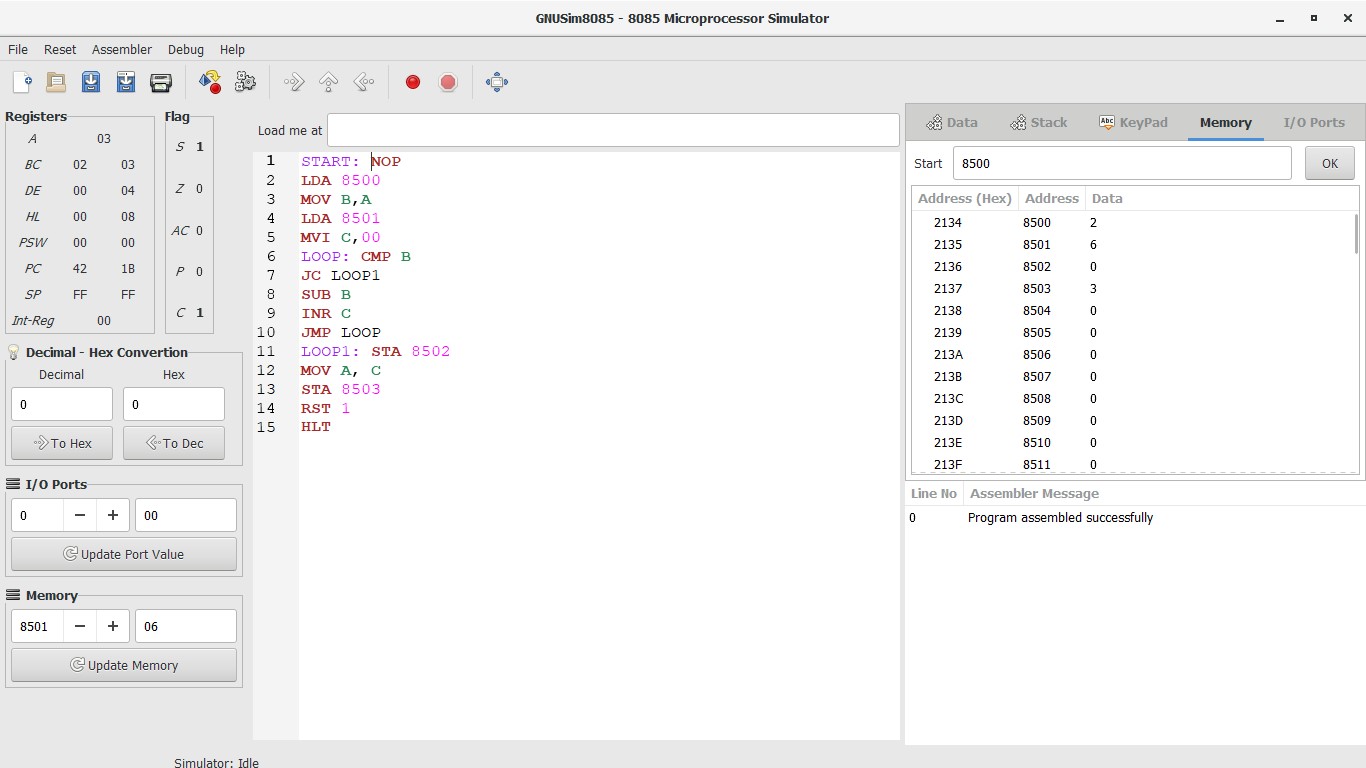 GNUSim8085 - 8085 Microprocessor Simulator
File Reset Assembler Debug Help
Registers
A 03
BC 02 03
DE 00 04
HL 00 08
PSW 00 00
PC 42 1B
SP FF FF
Int-Reg 00
Flag
S 1
Z 0
AC 0
P 0
C 1
Decimal - Hex Convertion
Decimal Hex
0 0
To Hex To Dec
I/O Ports
0 − + 00
Update Port Value
Memory
8501 − + 06
Update Memory
Load me at
1 START: NOP
2 LDA 8500
3 MOV B,A
4 LDA 8501
5 MVI C,00
6 LOOP: CMP B
7 JC LOOP1
8 SUB B
9 INR C
10 JMP LOOP
11 LOOP1: STA 8502
12 MOV A, C
13 STA 8503
14 RST 1
15 HLT
Data Stack Abc KeyPad Memory I/O Ports
Start 8500 OK
Address (Hex) Address Data
2134 8500 2
2135 8501 6
2136 8502 0
2137 8503 3
2138 8504 0
2139 8505 0
213A 8506 0
213B 8507 0
213C 8508 0
213D 8509 0
213E 8510 0
213F 8511 0
Line No Assembler Message
0 Program assembled successfully
Simulator: Idle